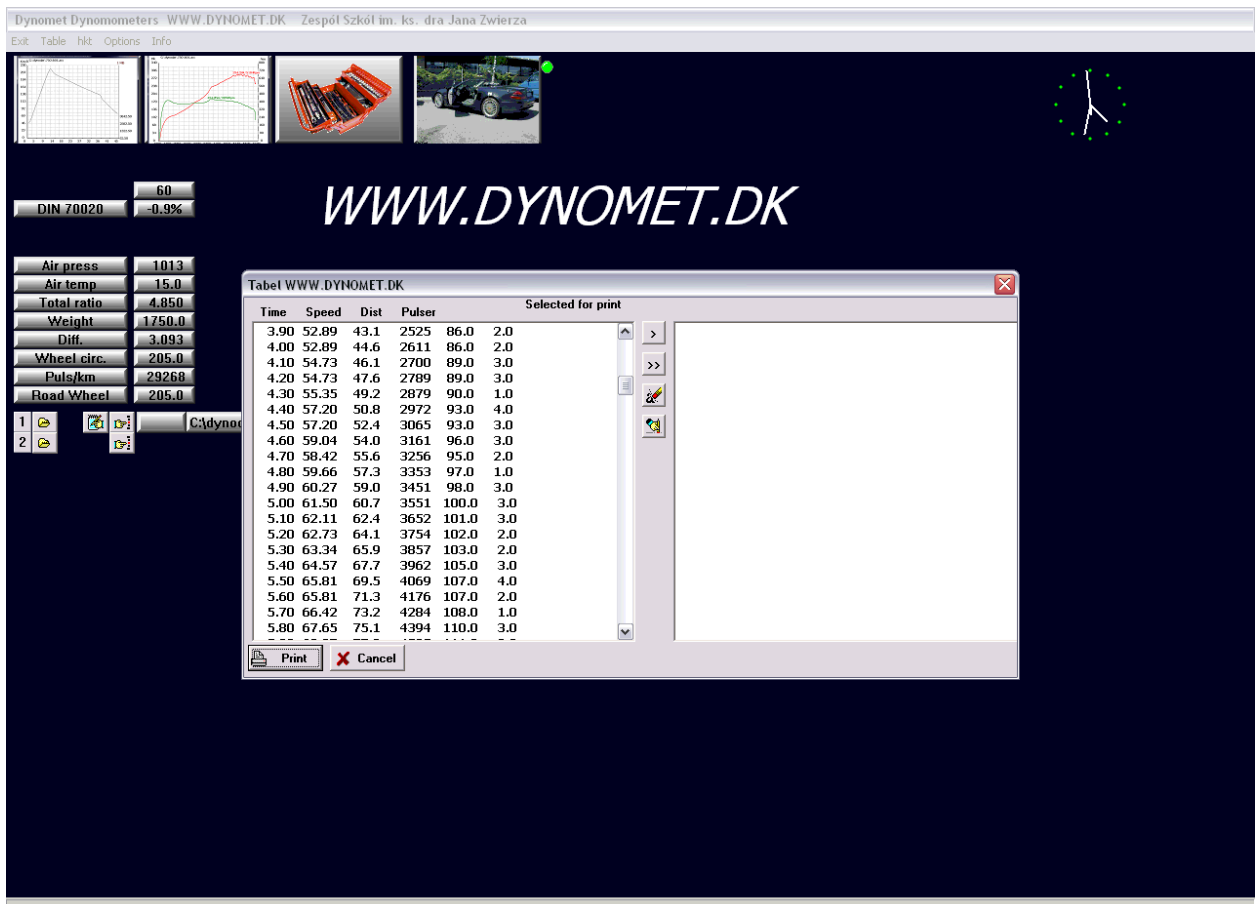 Dynomet Dynomometers WWW.DYNOMET.DK Zespół Szkół im. ks. dra Jana Zwierza
Exit Table hkt Options Info
60
DIN 70020 -0.9%
WWW.DYNOMET.DK
Air press 1013
Air temp 15.0
Total ratio 4.850
Weight 1750.0
Diff. 3.093
Wheel circ. 205.0
Puls/km 29268
Road Wheel 205.0
1 C:\dynoc
2
Tabel WWW.DYNOMET.DK
Selected for print
Time Speed Dist Pulser
3.90 52.89 43.1 2525 86.0 2.0
4.00 52.89 44.6 2611 86.0 2.0
4.10 54.73 46.1 2700 89.0 3.0
4.20 54.73 47.6 2789 89.0 3.0
4.30 55.35 49.2 2879 90.0 1.0
4.40 57.20 50.8 2972 93.0 4.0
4.50 57.20 52.4 3065 93.0 3.0
4.60 59.04 54.0 3161 96.0 3.0
4.70 58.42 55.6 3256 95.0 2.0
4.80 59.66 57.3 3353 97.0 1.0
4.90 60.27 59.0 3451 98.0 3.0
5.00 61.50 60.7 3551 100.0 3.0
5.10 62.11 62.4 3652 101.0 3.0
5.20 62.73 64.1 3754 102.0 2.0
5.30 63.34 65.9 3857 103.0 2.0
5.40 64.57 67.7 3962 105.0 3.0
5.50 65.81 69.5 4069 107.0 4.0
5.60 65.81 71.3 4176 107.0 2.0
5.70 66.42 73.2 4284 108.0 1.0
5.80 67.65 75.1 4394 110.0 3.0
>
>>
Print Cancel